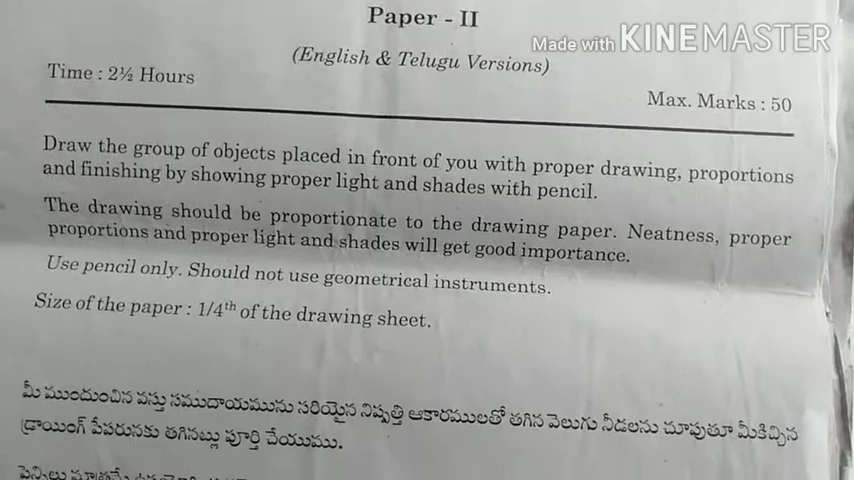 Paper - II
Made with KINEMASTER
(English & Telugu Versions)
Time : 2½ Hours
Max. Marks : 50
Draw the group of objects placed in front of you with proper drawing, proportions
and finishing by showing proper light and shades with pencil.
The drawing should be proportionate to the drawing paper. Neatness, proper
proportions and proper light and shades will get good importance.
Use pencil only. Should not use geometrical instruments.
Size of the paper : 1/4th of the drawing sheet.
మీ ముందుంచిన వస్తు సముదాయమును సరియైన నిష్పత్తి ఆకారములతో తగిన వెలుగు నీడలను చూపుతూ మీకిచ్చిన
డ్రాయింగ్ పేపరునకు తగినట్లు పూర్తి చేయుము.